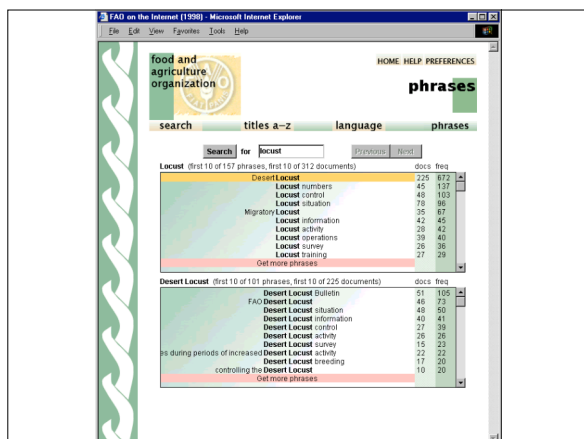 FAO on the Internet (1998) - Microsoft Internet Explorer
File Edit View Favorites Tools Help
food and
agriculture
organization
HOME HELP PREFERENCES
phrases
search titles a–z language phrases
Search for locust Previous Next
Locust (first 10 of 157 phrases, first 10 of 312 documents) docs freq
Desert Locust 225 672
Locust numbers 45 137
Locust control 48 103
Locust situation 78 96
Migratory Locust 35 67
Locust information 42 45
Locust activity 28 42
Locust operations 39 40
Locust survey 26 36
Locust training 27 29
Get more phrases
Desert Locust (first 10 of 101 phrases, first 10 of 225 documents) docs freq
Desert Locust Bulletin 51 105
FAO Desert Locust 46 73
Desert Locust situation 48 50
Desert Locust information 40 41
Desert Locust control 27 39
Desert Locust activity 26 26
Desert Locust survey 15 23
es during periods of increased Desert Locust activity 22 22
Desert Locust breeding 17 20
controlling the Desert Locust 10 20
Get more phrases